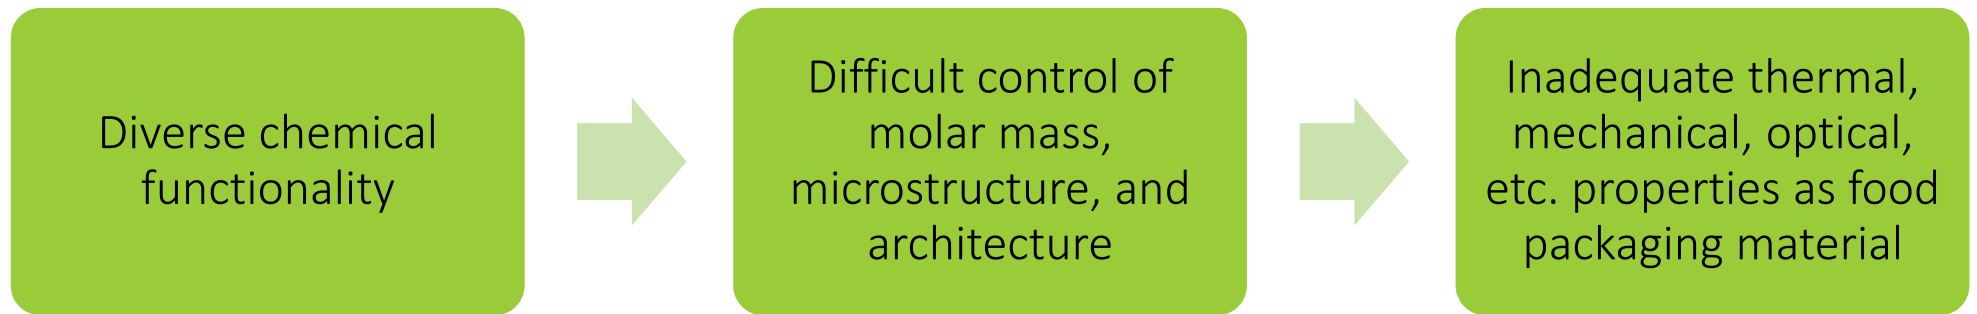 Diverse chemical
functionality
Difficult control of
molar mass,
microstructure, and
architecture
Inadequate thermal,
mechanical, optical,
etc. properties as food
packaging material